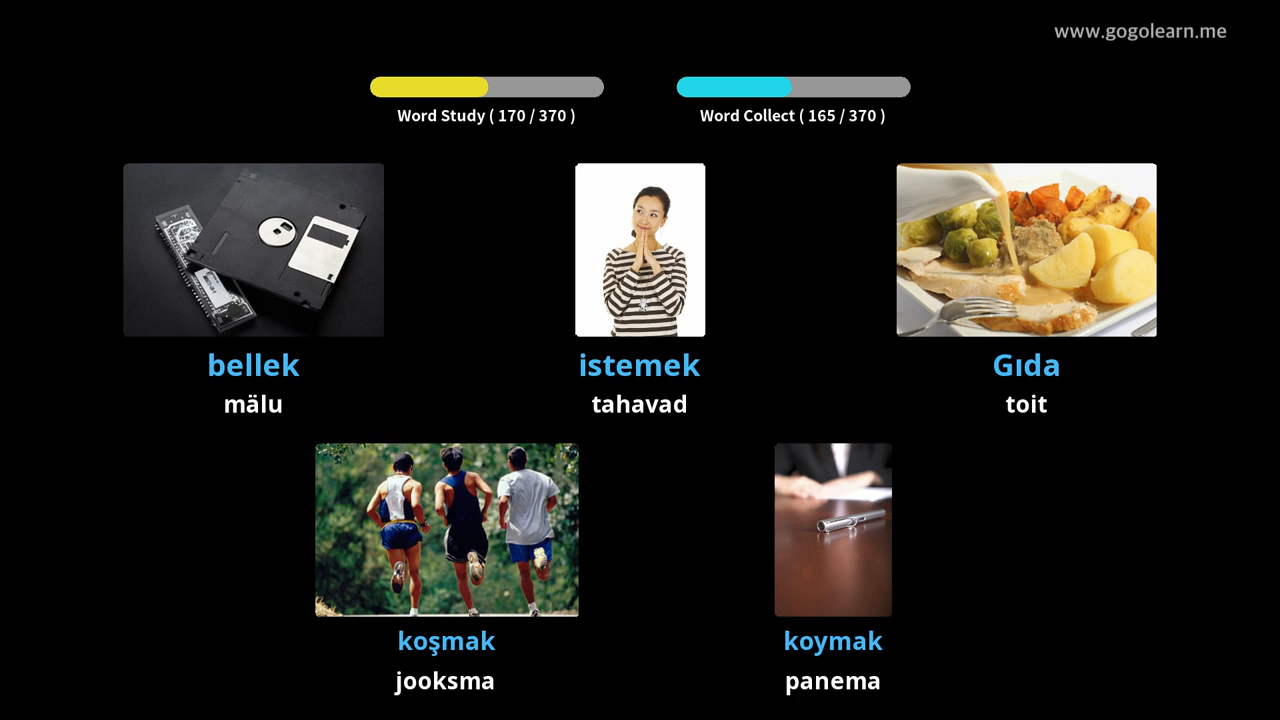 www.gogolearn.me
Word Study ( 170 / 370 )
Word Collect ( 165 / 370 )
bellek
mälu
istemek
tahavad
Gıda
toit
koşmak
jooksma
koymak
panema